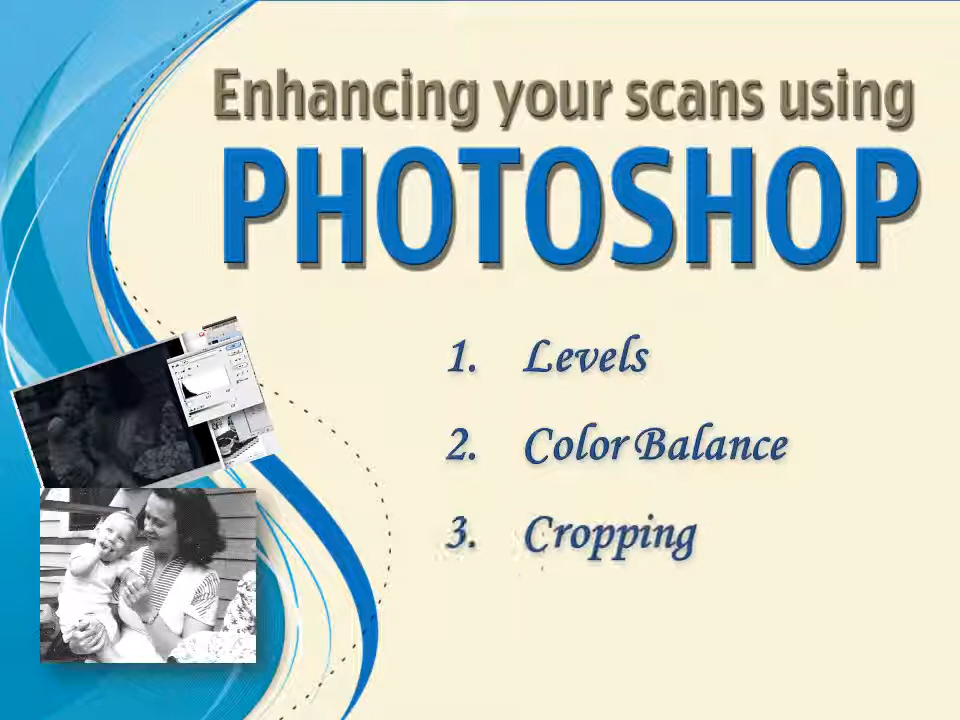 Enhancing your scans using
PHOTOSHOP
1. Levels
2. Color Balance
3. Cropping